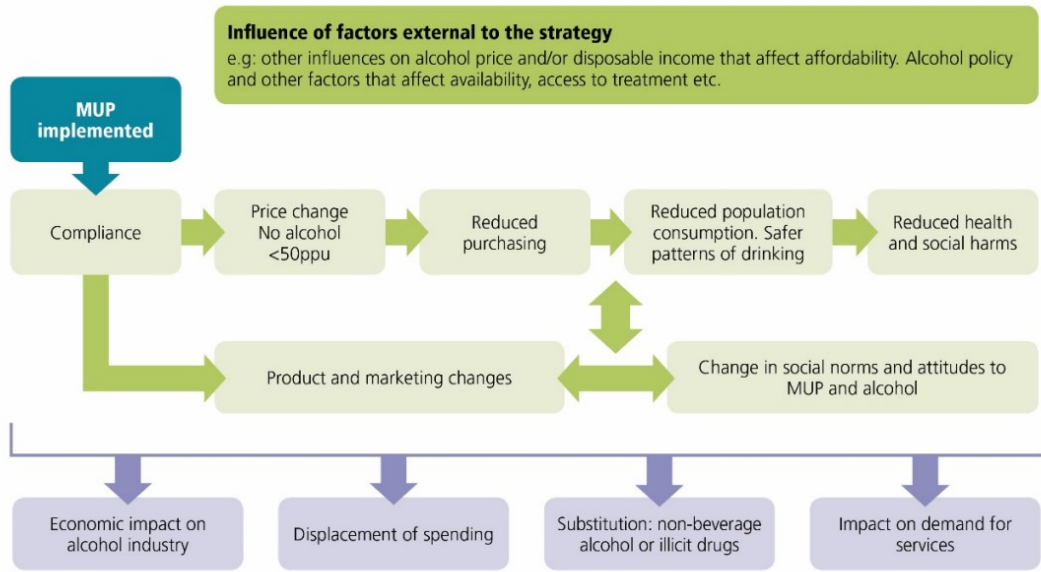 Influence of factors external to the strategy
e.g: other influences on alcohol price and/or disposable income that affect affordability. Alcohol policy
and other factors that affect availability, access to treatment etc.
MUP
implemented
Compliance
Price change
No alcohol
<50ppu
Reduced
purchasing
Reduced population
consumption. Safer
patterns of drinking
Reduced health
and social harms
Product and marketing changes
Change in social norms and attitudes to
MUP and alcohol
Economic impact on
alcohol industry
Displacement of spending
Substitution: non-beverage
alcohol or illicit drugs
Impact on demand for
services